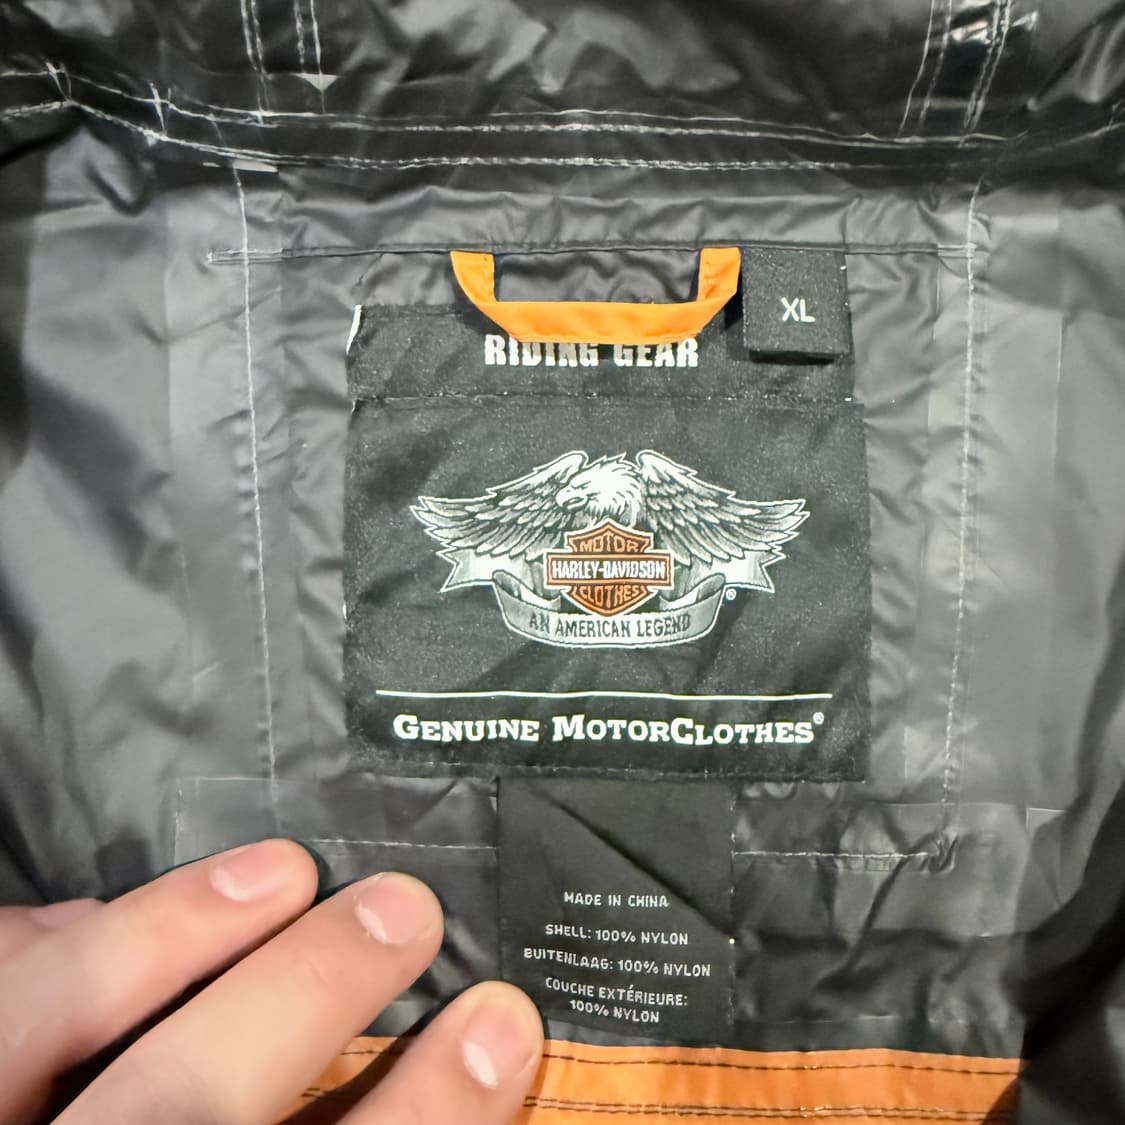 XL
RIDING GEAR
MOTOR
HARLEY-DAVIDSON
CLOTHES
®
AN AMERICAN LEGEND
GENUINE MOTORCLOTHES®
MADE IN CHINA
SHELL: 100% NYLON
BUITENLAAG: 100% NYLON
COUCHE EXTÉRIEURE:
100% NYLON